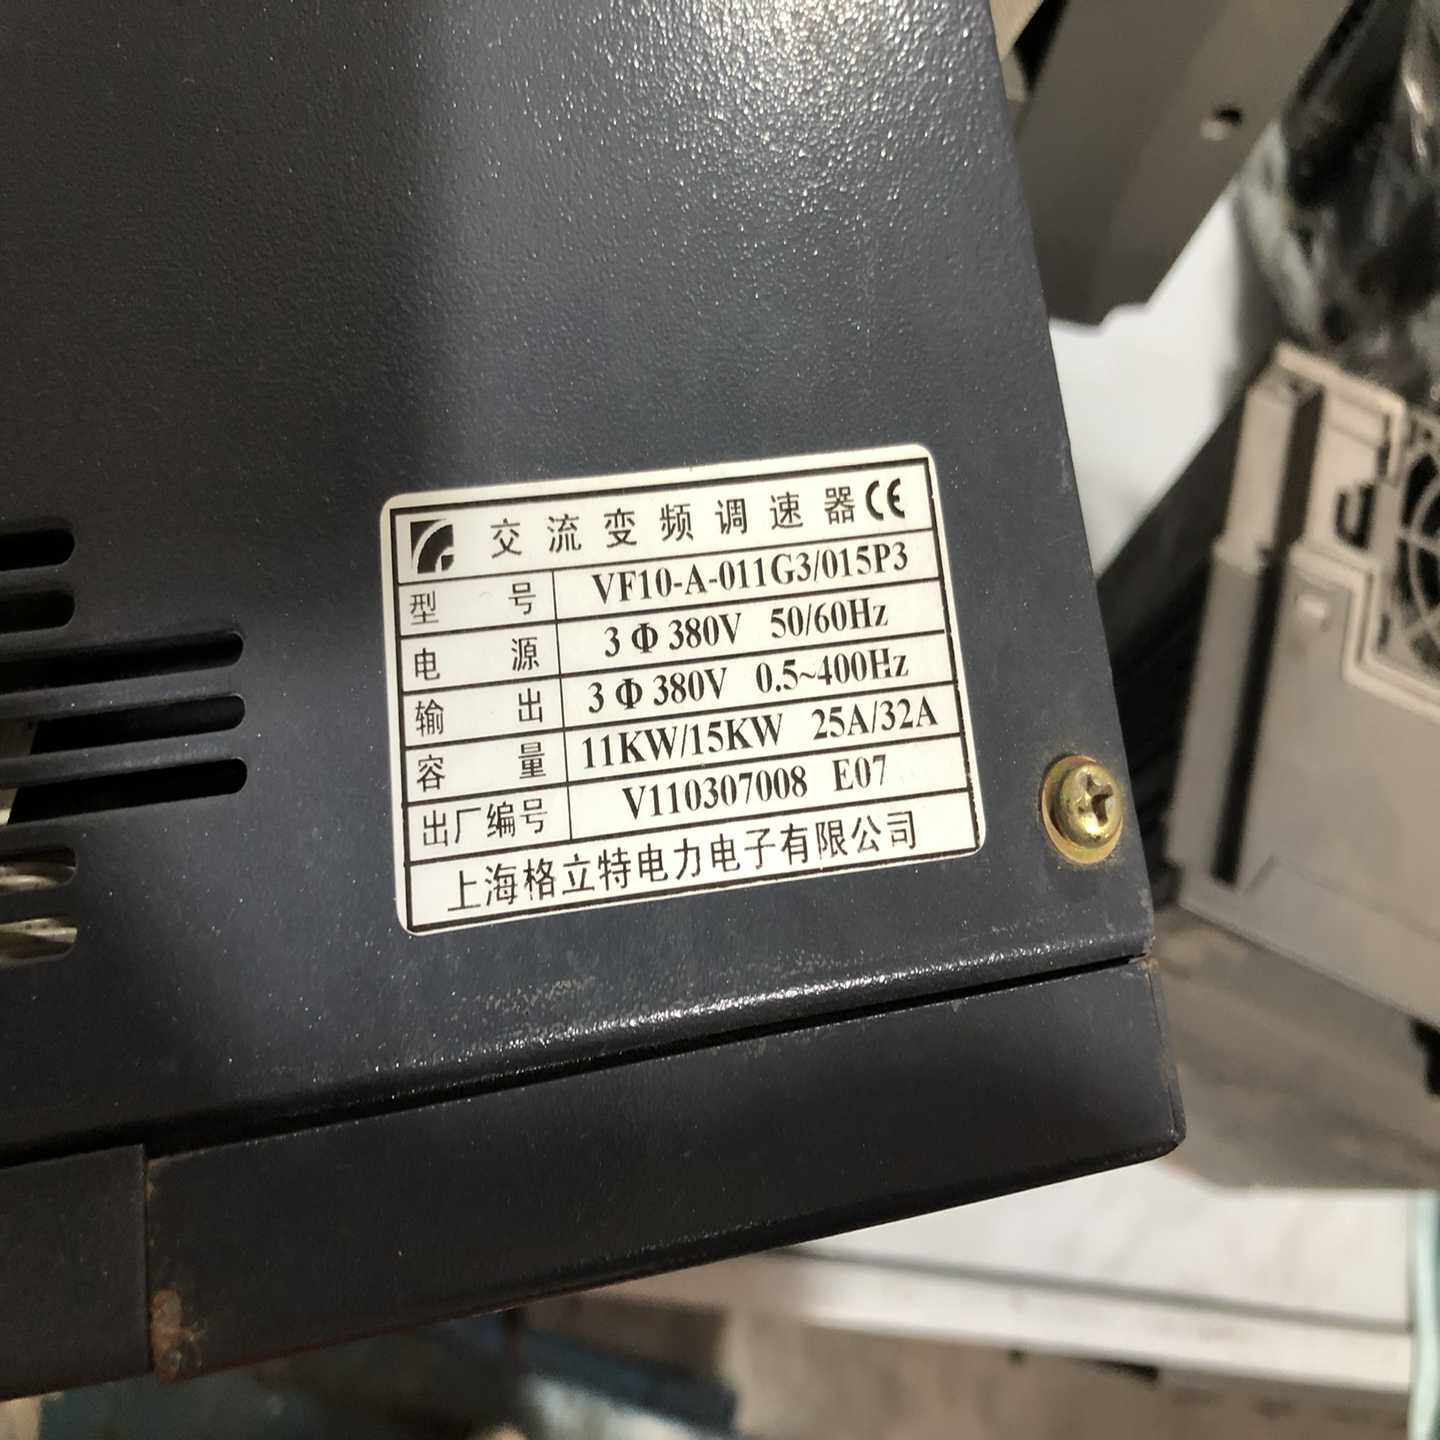 交流变频调速器 CE
型号 VF10-A-011G3/015P3
电源 3Φ380V 50/60Hz
输出 3Φ380V 0.5~400Hz
容量 11KW/15KW 25A/32A
出厂编号 V110307008 E07
上海格立特电力电子有限公司